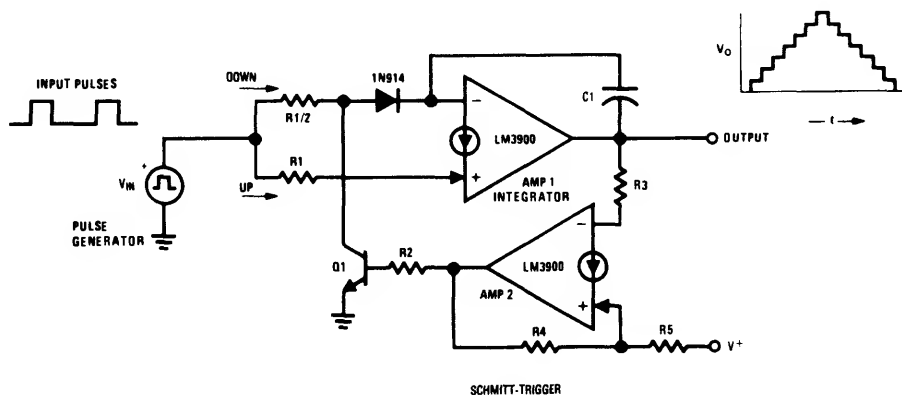 INPUT PULSES
DOWN
R1/2
1N914
C1
Vo
t
LM3900
AMP 1
INTEGRATOR
−
+
OUTPUT
R1
UP
+
VIN
PULSE
GENERATOR
R3
−
LM3900
+
AMP 2
Q1
R2
R4
R5
V+
SCHMITT-TRIGGER